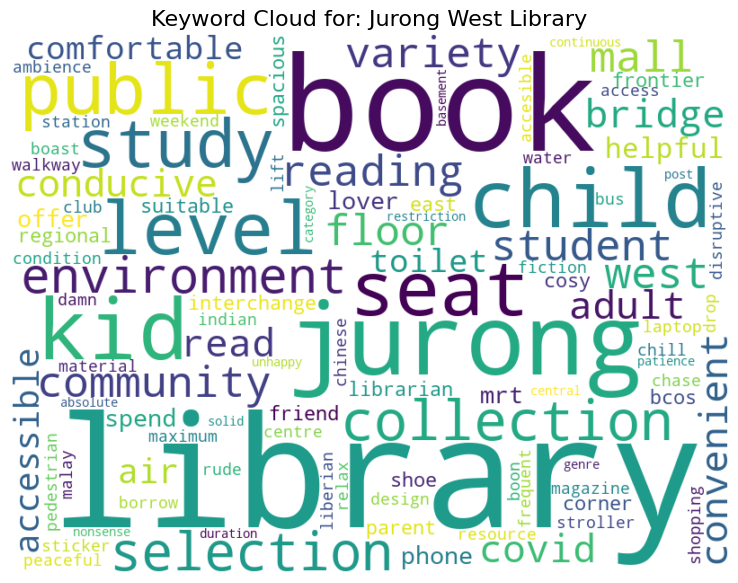 Keyword Cloud for: Jurong West Library
comfortable
variety
continuous
mall
ambience
public
spacious
book
basement
accesible
frontier
access
bridge
station
weekend
study
boast
walkway
conducive
lift
reading
water
helpful
child
post
offer
club
suitable
level
category
lover
east
restriction
floor
student
bus
disruptive
regional
condition
environment
toilet
fiction
cosy
west
damn
interchange
seat
adult
kid
indian
read
jurong
laptop
drop
chill
patience
material
unhappy
chinese
community
librarian
mrt
central
chase
bcos
convenient
accessible
absolute
spend
solid
friend
collection
maximum
centre
library
pedestrian
malay
air
rude
borrow
liberian
relax
shoe
design
genre
magazine
corner
stroller
boon
frequent
parent
resource
nonsense
duration
sticker
peaceful
selection
phone
covid
shopping